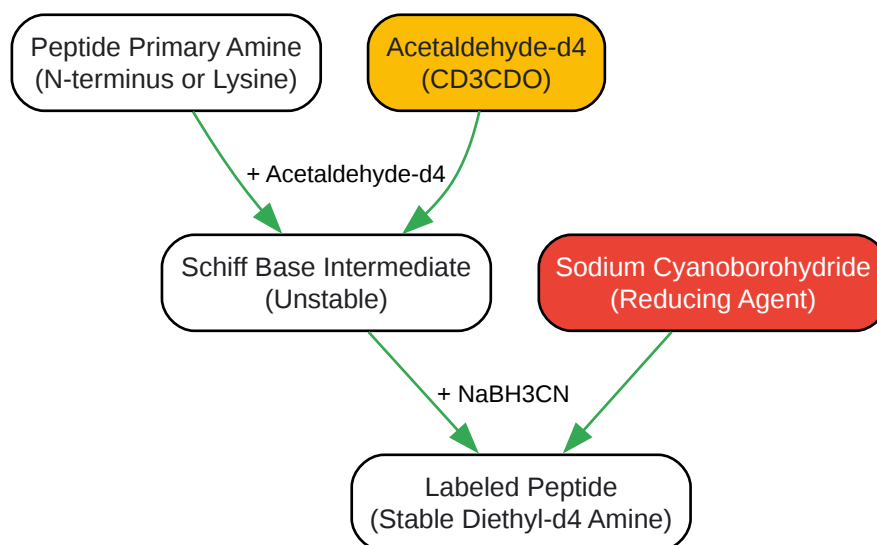 Peptide Primary Amine
(N-terminus or Lysine)
Acetaldehyde-d4
(CD3CDO)
+ Acetaldehyde-d4
Schiff Base Intermediate
(Unstable)
Sodium Cyanoborohydride
(Reducing Agent)
+ NaBH3CN
Labeled Peptide
(Stable Diethyl-d4 Amine)